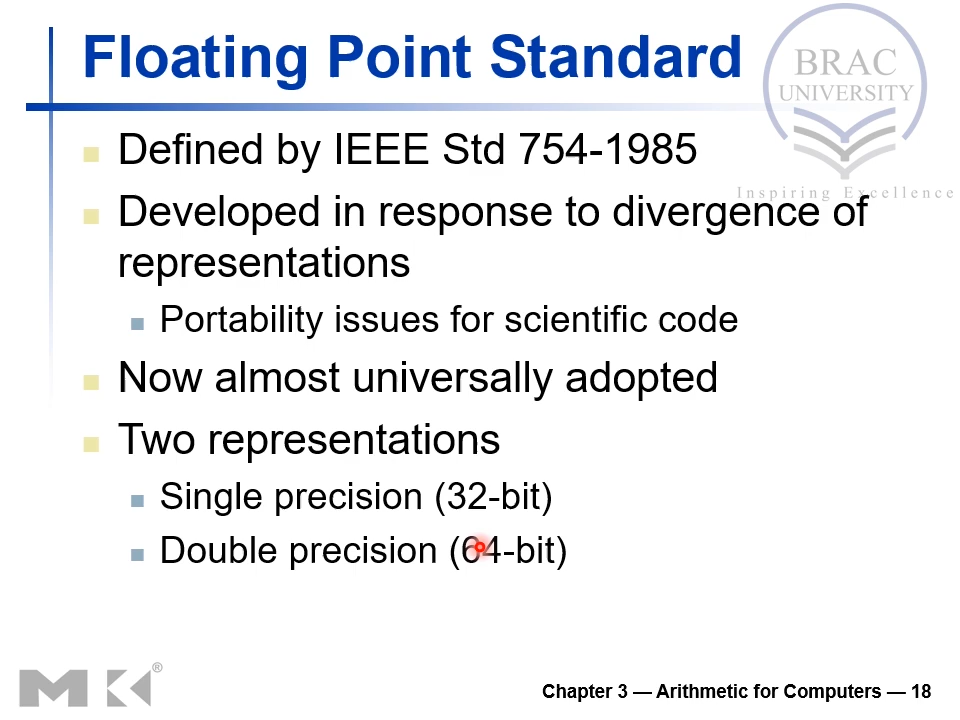 Floating Point Standard
BRAC
UNIVERSITY
Inspiring Excellence
Defined by IEEE Std 754-1985
Developed in response to divergence of
representations
Portability issues for scientific code
Now almost universally adopted
Two representations
Single precision (32-bit)
Double precision (64-bit)
MK®
Chapter 3 — Arithmetic for Computers — 18